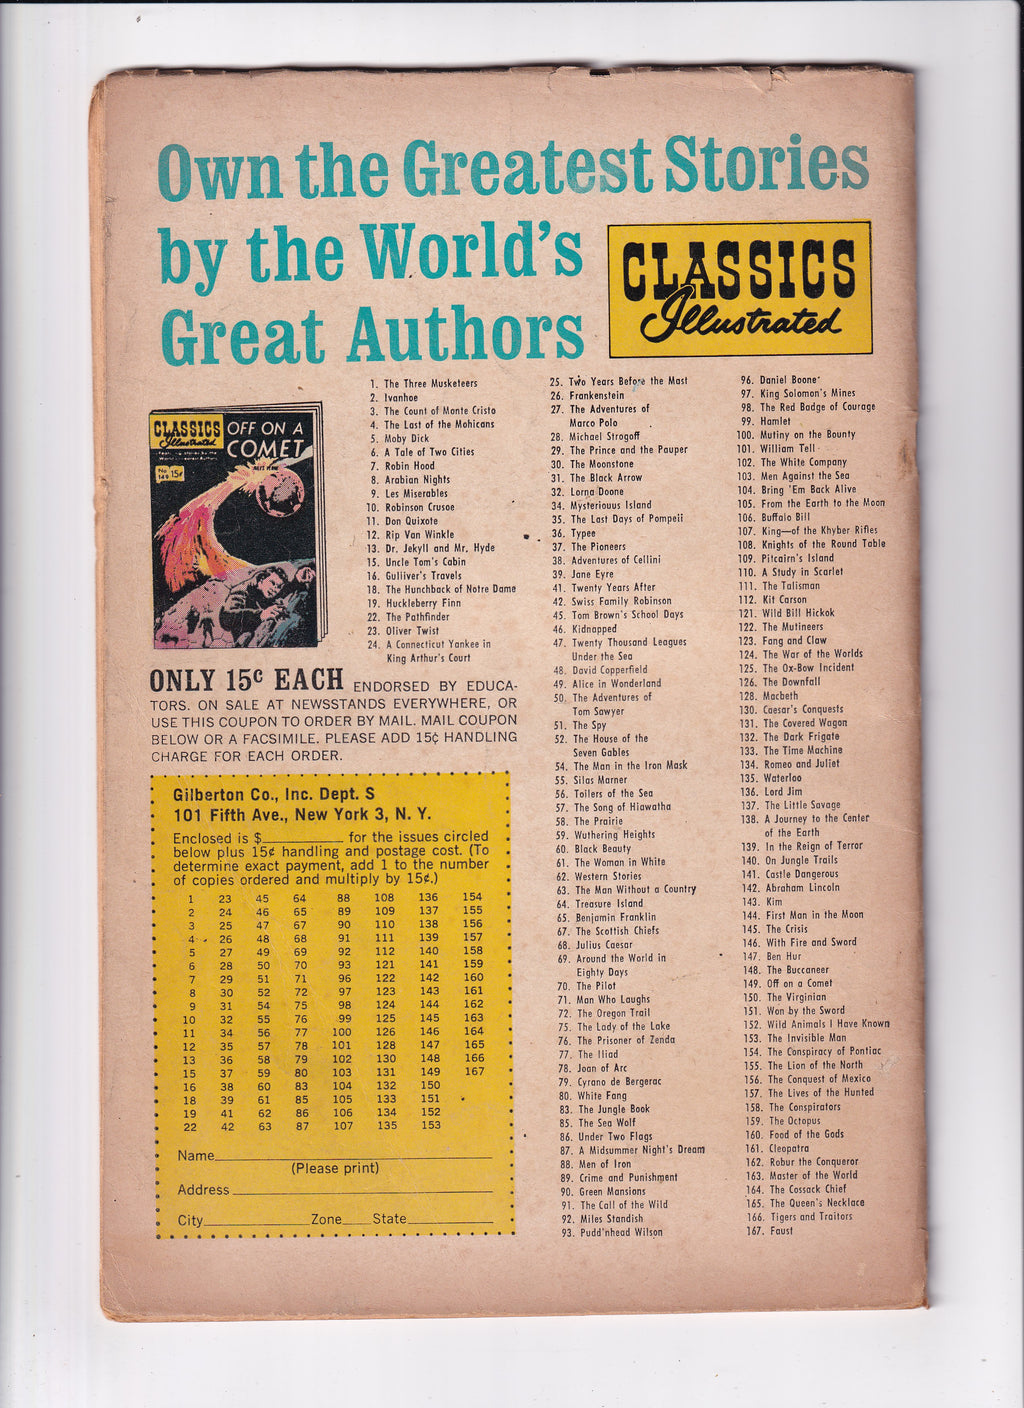 Own the Greatest Stories
by the World's
Great Authors
CLASSICS
Illustrated
CLASSICS
Illustrated
OFF ON A
COMET
No.
149
15¢
JULES VERNE
1. The Three Musketeers
2. Ivanhoe
3. The Count of Monte Cristo
4. The Last of the Mohicans
5. Moby Dick
6. A Tale of Two Cities
7. Robin Hood
8. Arabian Nights
9. Les Miserables
10. Robinson Crusoe
11. Don Quixote
12. Rip Van Winkle
13. Dr. Jekyll and Mr. Hyde
15. Uncle Tom's Cabin
16. Gulliver's Travels
18. The Hunchback of Notre Dame
19. Huckleberry Finn
22. The Pathfinder
23. Oliver Twist
24. A Connecticut Yankee in
King Arthur's Court
ONLY 15¢ EACH ENDORSED BY EDUCA-
TORS. ON SALE AT NEWSSTANDS EVERYWHERE, OR
USE THIS COUPON TO ORDER BY MAIL. MAIL COUPON
BELOW OR A FACSIMILE. PLEASE ADD 15¢ HANDLING
CHARGE FOR EACH ORDER.
Gilberton Co., Inc. Dept. S
101 Fifth Ave., New York 3, N. Y.
Enclosed is $ for the issues circled
below plus 15¢ handling and postage cost. (To
determine exact payment, add 1 to the number
of copies ordered and multiply by 15¢.)
1 23 45 64 88 108 136 154
2 24 46 65 89 109 137 155
3 25 47 67 90 110 138 156
4 26 48 68 91 111 139 157
5 27 49 69 92 112 140 158
6 28 50 70 93 121 141 159
7 29 51 71 96 122 142 160
8 30 52 72 97 123 143 161
9 31 54 75 98 124 144 162
10 32 55 76 99 125 145 163
11 34 56 77 100 126 146 164
12 35 57 78 101 128 147 165
13 36 58 79 102 130 148 166
15 37 59 80 103 131 149 167
16 38 60 83 104 132 150
18 39 61 85 105 133 151
19 41 62 86 106 134 152
22 42 63 87 107 135 153
Name
(Please print)
Address
City Zone State
25. Two Years Before the Mast
26. Frankenstein
27. The Adventures of
Marco Polo
28. Michael Strogoff
29. The Prince and the Pauper
30. The Moonstone
31. The Black Arrow
32. Lorna Doone
34. Mysterious Island
35. The Last Days of Pompeii
36. Typee
37. The Pioneers
38. Adventures of Cellini
39. Jane Eyre
41. Twenty Years After
42. Swiss Family Robinson
45. Tom Brown's School Days
46. Kidnapped
47. Twenty Thousand Leagues
Under the Sea
48. David Copperfield
49. Alice in Wonderland
50. The Adventures of
Tom Sawyer
51. The Spy
52. The House of the
Seven Gables
54. The Man in the Iron Mask
55. Silas Marner
56. Toilers of the Sea
57. The Song of Hiawatha
58. The Prairie
59. Wuthering Heights
60. Black Beauty
61. The Woman in White
62. Western Stories
63. The Man Without a Country
64. Treasure Island
65. Benjamin Franklin
67. The Scottish Chiefs
68. Julius Caesar
69. Around the World in
Eighty Days
70. The Pilot
71. Man Who Laughs
72. The Oregon Trail
75. The Lady of the Lake
76. The Prisoner of Zenda
77. The Iliad
78. Joan of Arc
79. Cyrano de Bergerac
80. White Fang
83. The Jungle Book
85. The Sea Wolf
86. Under Two Flags
87. A Midsummer Night's Dream
88. Men of Iron
89. Crime and Punishment
90. Green Mansions
91. The Call of the Wild
92. Miles Standish
93. Pudd'nhead Wilson
96. Daniel Boone
97. King Solomon's Mines
98. The Red Badge of Courage
99. Hamlet
100. Mutiny on the Bounty
101. William Tell
102. The White Company
103. Men Against the Sea
104. Bring 'Em Back Alive
105. From the Earth to the Moon
106. Buffalo Bill
107. King—of the Khyber Rifles
108. Knights of the Round Table
109. Pitcairn's Island
110. A Study in Scarlet
111. The Talisman
112. Kit Carson
121. Wild Bill Hickok
122. The Mutineers
123. Fang and Claw
124. The War of the Worlds
125. The Ox-Bow Incident
126. The Downfall
128. Macbeth
130. Caesar's Conquests
131. The Covered Wagon
132. The Dark Frigate
133. The Time Machine
134. Romeo and Juliet
135. Waterloo
136. Lord Jim
137. The Little Savage
138. A Journey to the Center
of the Earth
139. In the Reign of Terror
140. On Jungle Trails
141. Castle Dangerous
142. Abraham Lincoln
143. Kim
144. First Man in the Moon
145. The Crisis
146. With Fire and Sword
147. Ben Hur
148. The Buccaneer
149. Off on a Comet
150. The Virginian
151. Won by the Sword
152. Wild Animals I Have Known
153. The Invisible Man
154. The Conspiracy of Pontiac
155. The Lion of the North
156. The Conquest of Mexico
157. The Lives of the Hunted
158. The Conspirators
159. The Octopus
160. Food of the Gods
161. Cleopatra
162. Robur the Conqueror
163. Master of the World
164. The Cossack Chief
165. The Queen's Necklace
166. Tigers and Traitors
167. Faust